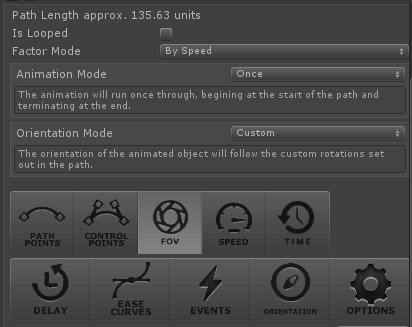 Path Length approx. 135.63 units
Is Looped
Factor Mode By Speed
Animation Mode Once
The animation will run once through, begining at the start of the path and
terminating at the end.
Orientation Mode Custom
The orientation of the animated object will follow the custom rotations set
out in the path.
PATH POINTS
CONTROL POINTS
FOV
SPEED
TIME
DELAY
EASE CURVES
EVENTS
ORIENTATION
OPTIONS